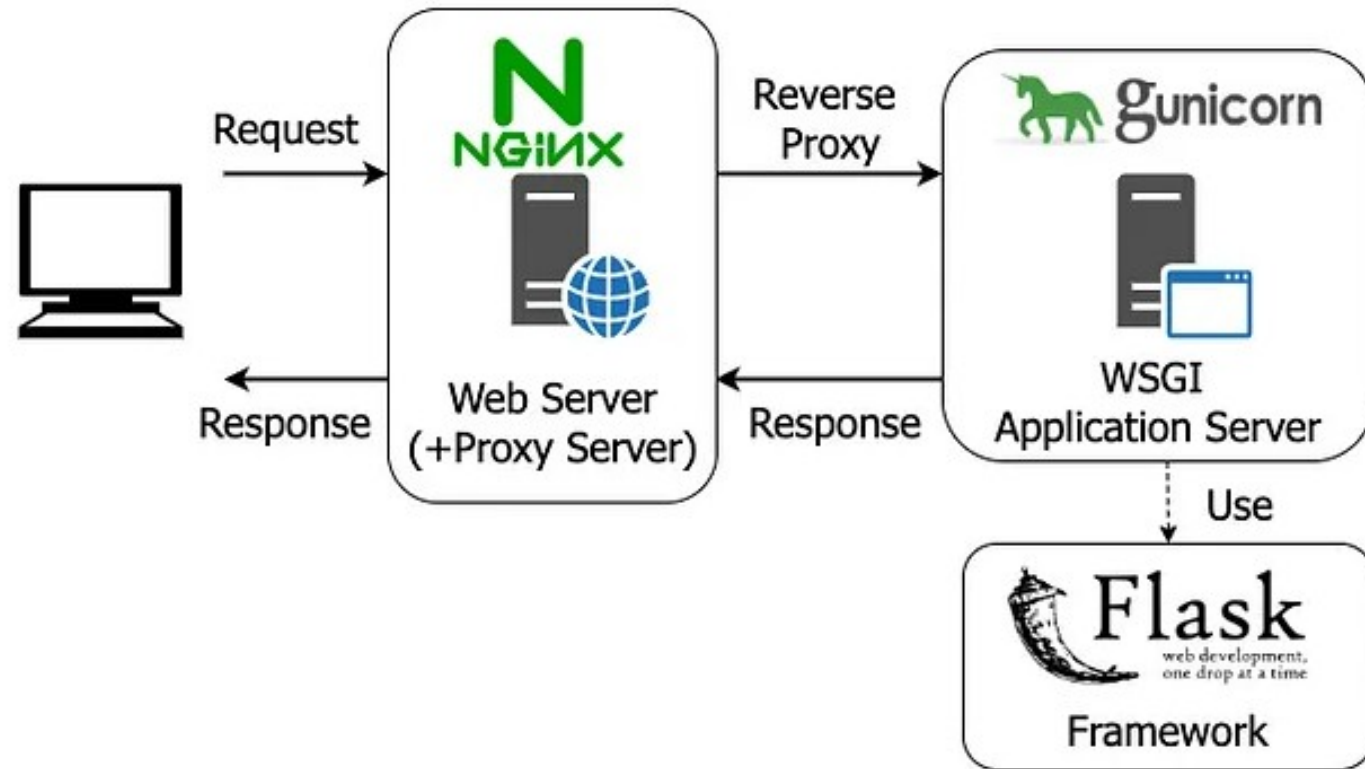 Request
NGiNX
Reverse
Proxy
gunicorn
Response
Web Server
(+Proxy Server)
Response
WSGI
Application Server
Use
Flask
web development,
one drop at a time
Framework